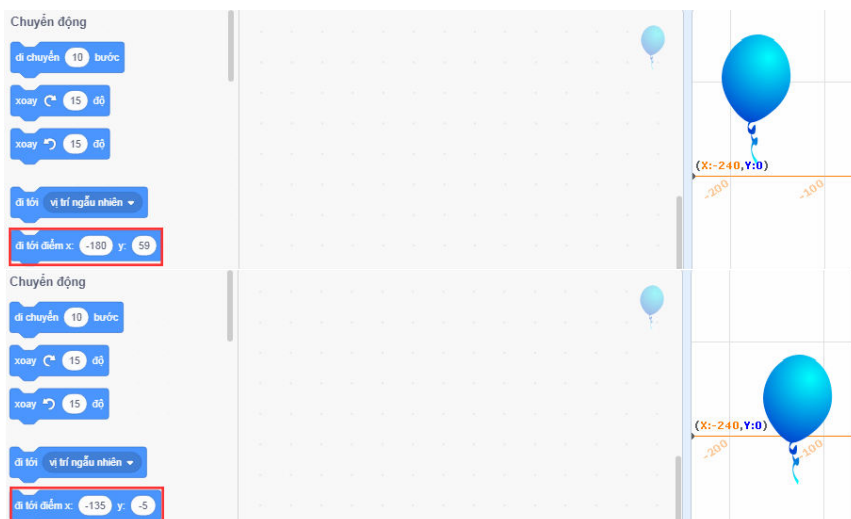 Chuyển động
di chuyển 10 bước
xoay 15 độ
xoay 15 độ
(X:-240,Y:0)
-200 -100
đi tới vị trí ngẫu nhiên
đi tới điểm x: -180 y: 59
Chuyển động
di chuyển 10 bước
xoay 15 độ
xoay 15 độ
(X:-240,Y:0)
-200 -100
đi tới vị trí ngẫu nhiên
đi tới điểm x: -135 y: -5